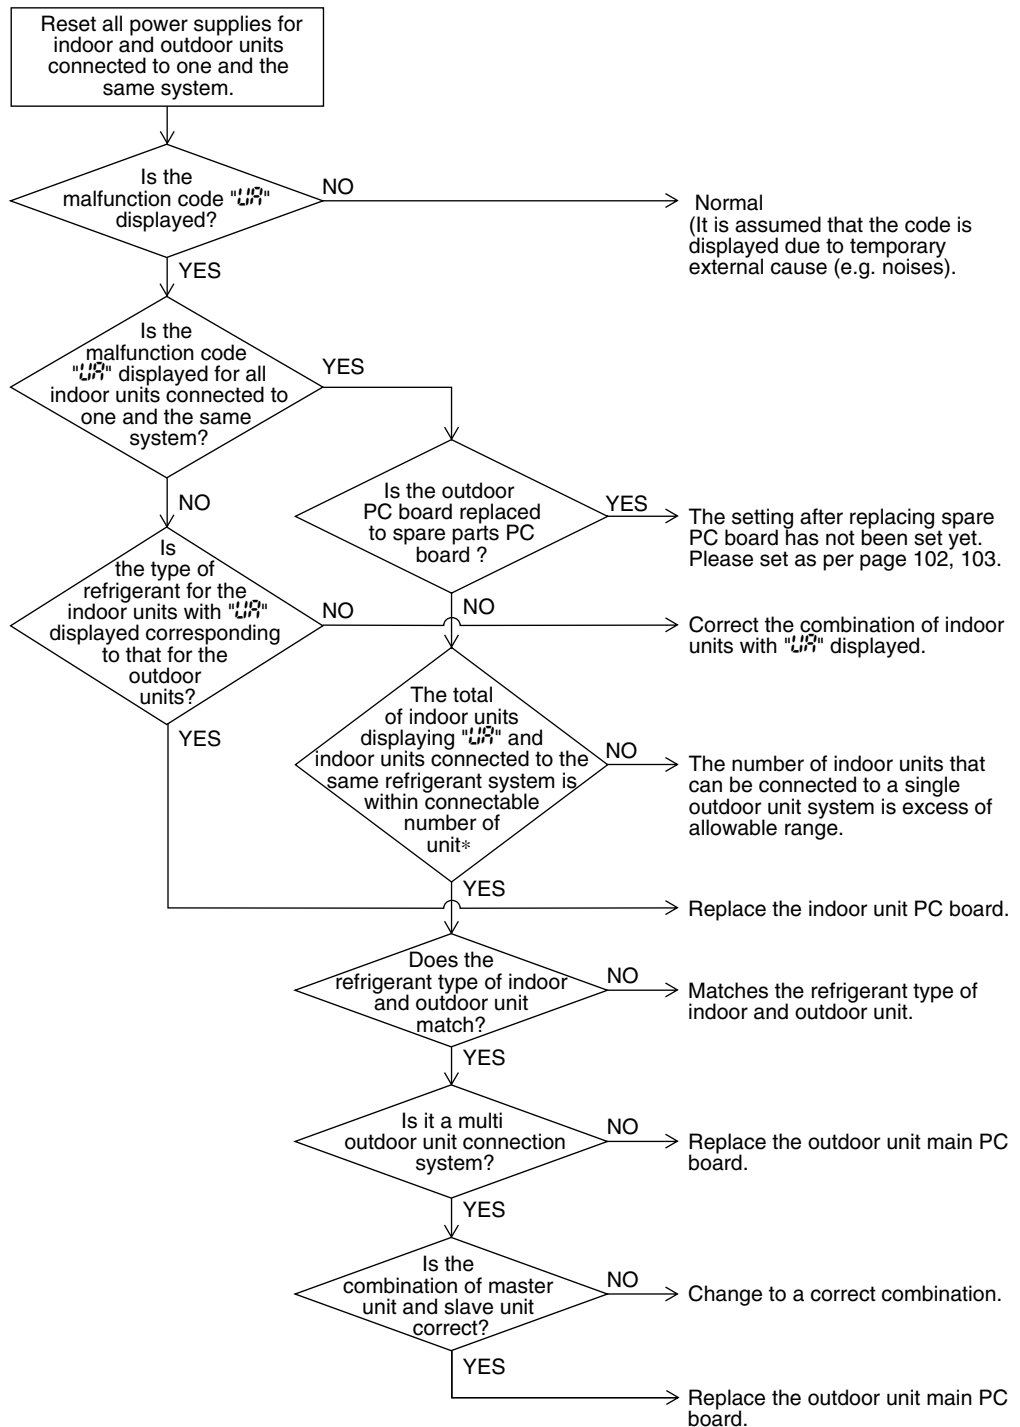 Reset all power supplies for
indoor and outdoor units
connected to one and the
same system.
Is the
malfunction code "UA"
displayed?
NO
Normal
(It is assumed that the code is
displayed due to temporary
external cause (e.g. noises).
YES
Is the
malfunction code
"UA" displayed for all
indoor units connected to
one and the same
system?
YES
NO
Is the outdoor
PC board replaced
to spare parts PC
board ?
YES
The setting after replacing spare
PC board has not been set yet.
Please set as per page 102, 103.
NO
Is
the type of
refrigerant for the
indoor units with "UA"
displayed corresponding
to that for the
outdoor
units?
NO
Correct the combination of indoor
units with "UA" displayed.
YES
The total
of indoor units
displaying "UA" and
indoor units connected to the
same refrigerant system is
within connectable
number of
unit*
NO
The number of indoor units that
can be connected to a single
outdoor unit system is excess of
allowable range.
YES
Replace the indoor unit PC board.
Does the
refrigerant type of indoor
and outdoor unit
match?
NO
Matches the refrigerant type of
indoor and outdoor unit.
YES
Is it a multi
outdoor unit connection
system?
NO
Replace the outdoor unit main PC
board.
YES
Is the
combination of master
unit and slave unit
correct?
NO
Change to a correct combination.
YES
Replace the outdoor unit main PC
board.